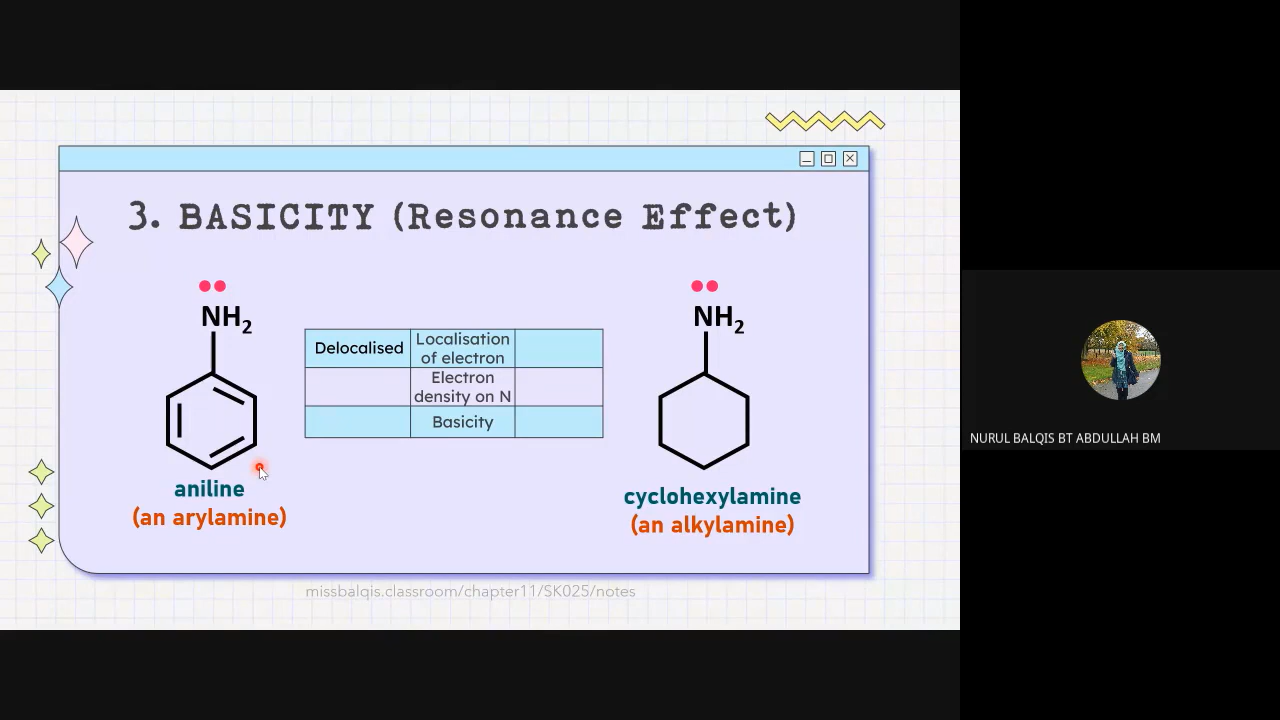 3. BASICITY (Resonance Effect)
NH2
Delocalised
Localisation
of electron
Electron
density on N
Basicity
NH2
aniline
(an arylamine)
cyclohexylamine
(an alkylamine)
missbalqis.classroom/chapter11/SK025/notes
NURUL BALQIS BT ABDULLAH BM